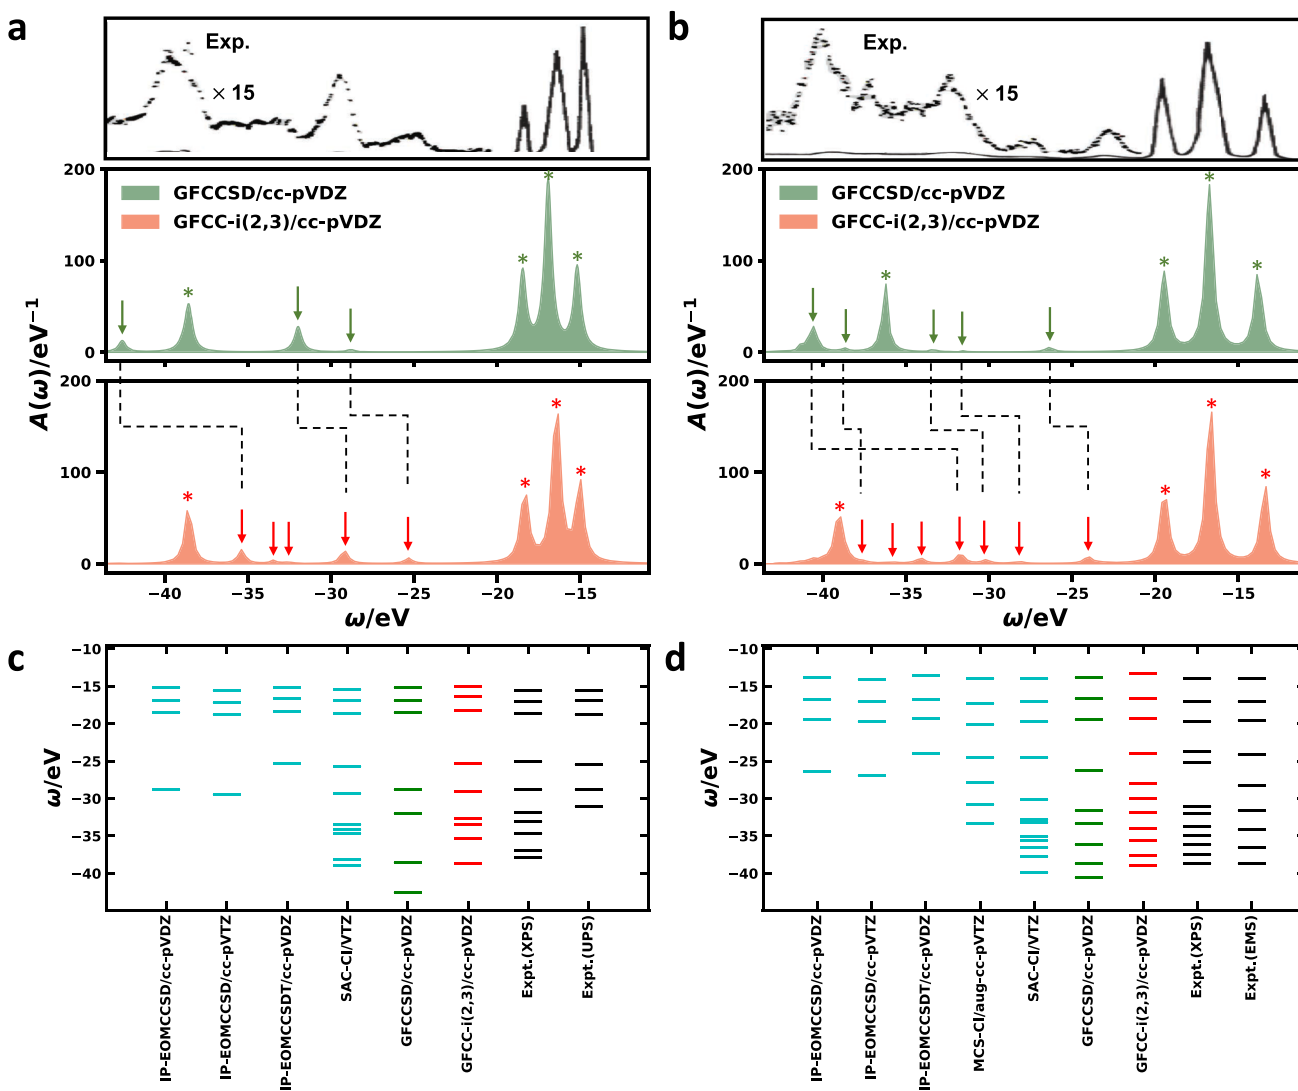 a
Exp.
× 15
b
Exp.
× 15
200
100
0
A(ω)/eV⁻¹
GFCCSD/cc-pVDZ
GFCC-i(2,3)/cc-pVDZ
*
*
*
*
200
100
0
*
*
*
*
−40
−35
−30
−25
−20
−15
ω/eV
200
100
0
A(ω)/eV⁻¹
GFCCSD/cc-pVDZ
GFCC-i(2,3)/cc-pVDZ
*
*
*
*
200
100
0
*
*
*
*
−40
−35
−30
−25
−20
−15
ω/eV
c
−10
−15
−20
−25
−30
−35
−40
ω/eV
IP-EOMCCSD/cc-pVDZ
IP-EOMCCSD/cc-pVTZ
IP-EOMCCSDT/cc-pVDZ
SAC-CI/VTZ
GFCCSD/cc-pVDZ
GFCC-i(2,3)/cc-pVDZ
Expt.(XPS)
Expt.(UPS)
d
−10
−15
−20
−25
−30
−35
−40
ω/eV
IP-EOMCCSD/cc-pVDZ
IP-EOMCCSD/cc-pVTZ
IP-EOMCCSDT/cc-pVDZ
MCS-CI/aug-cc-pVTZ
SAC-CI/VTZ
GFCCSD/cc-pVDZ
GFCC-i(2,3)/cc-pVDZ
Expt.(XPS)
Expt.(EMS)